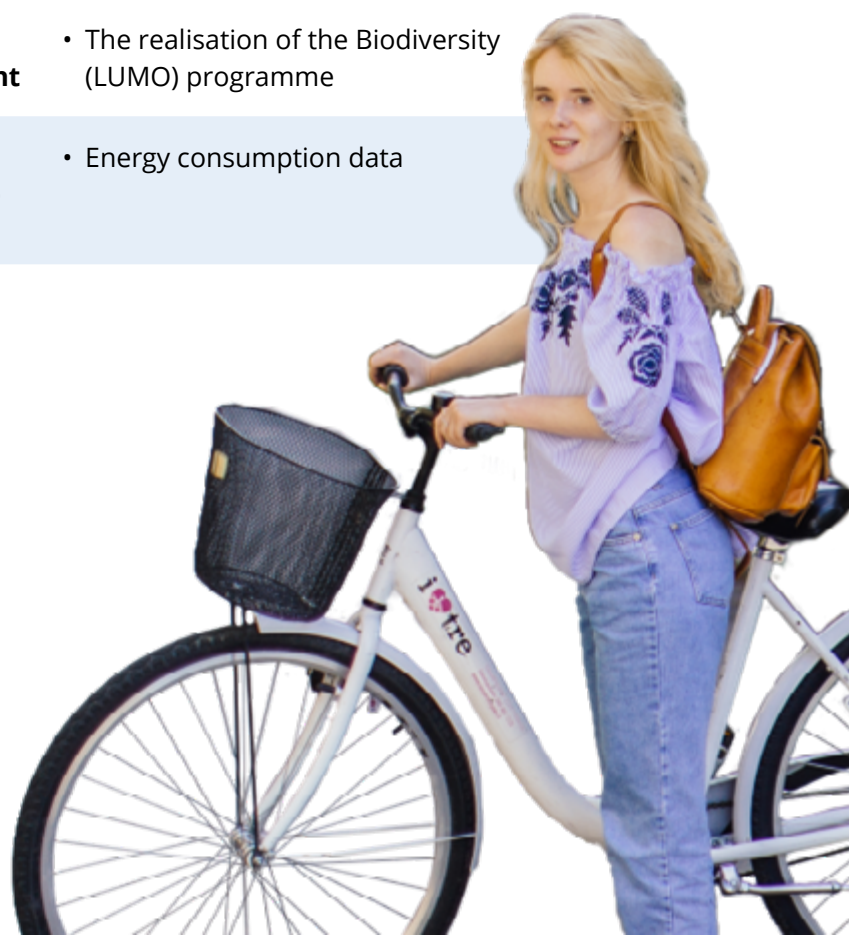 • The realisation of the Biodiversity
nt (LUMO) programme
• Energy consumption data
i tre